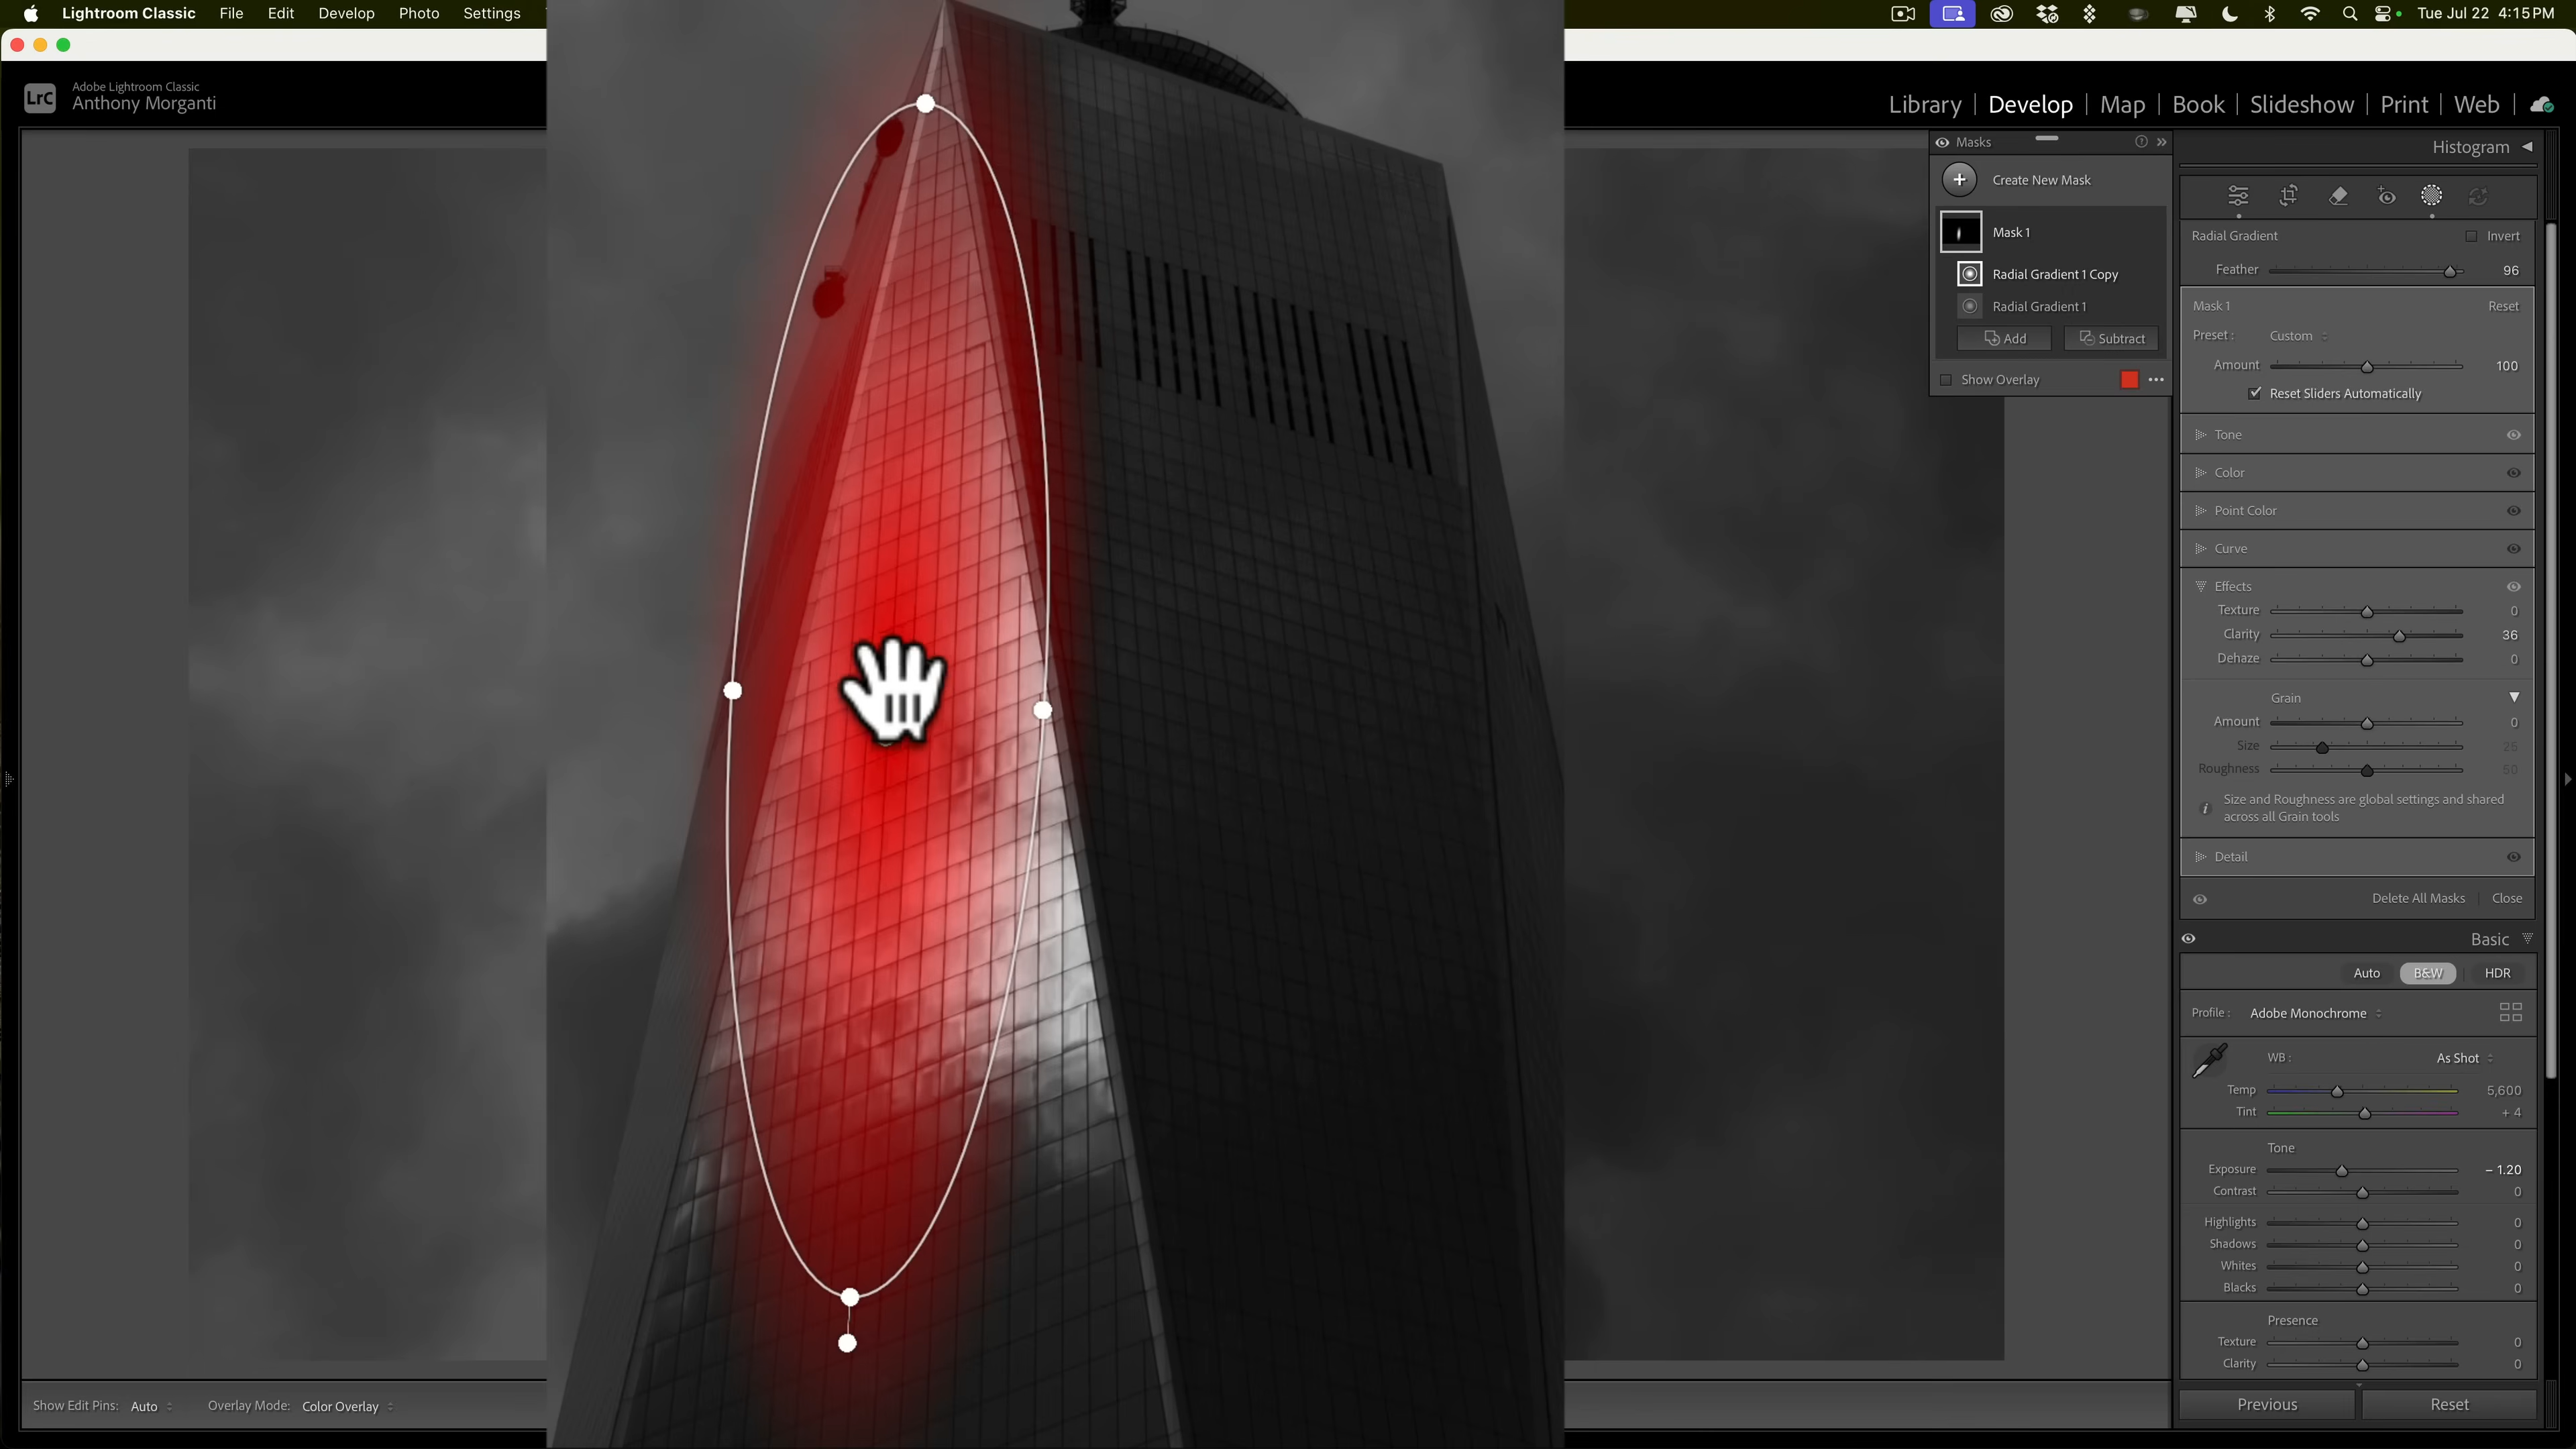 Lightroom Classic File Edit Develop Photo Settings
Tue Jul 22 4:15 PM
LrC
Adobe Lightroom Classic
Anthony Morganti
Library | Develop | Map | Book | Slideshow | Print | Web
Masks
Create New Mask
Mask 1
Radial Gradient 1 Copy
Radial Gradient 1
Add Subtract
Show Overlay
Histogram
Radial Gradient Invert
Feather 96
Mask 1 Reset
Preset : Custom
Amount 100
Reset Sliders Automatically
Tone
Color
Point Color
Curve
Effects
Texture 0
Clarity 36
Dehaze 0
Grain
Amount 0
Size 25
Roughness 50
Size and Roughness are global settings and shared
across all Grain tools
Detail
Delete All Masks Close
Basic
Auto B&W HDR
Profile : Adobe Monochrome
WB : As Shot
Temp 5,600
Tint + 4
Tone
Exposure – 1.20
Contrast 0
Highlights 0
Shadows 0
Whites 0
Blacks 0
Presence
Texture 0
Clarity 0
Show Edit Pins: Auto Overlay Mode: Color Overlay
Previous Reset